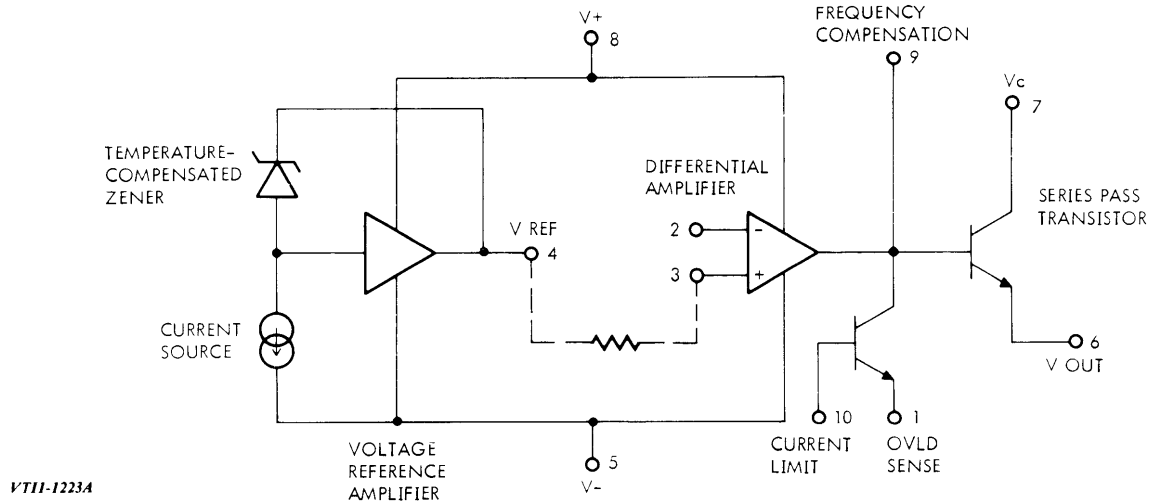 V+
8
FREQUENCY
COMPENSATION
9
Vc
7
TEMPERATURE-
COMPENSATED
ZENER
DIFFERENTIAL
AMPLIFIER
SERIES PASS
TRANSISTOR
V REF
4
2
-
3
+
CURRENT
SOURCE
6
V OUT
10
1
CURRENT
LIMIT
OVLD
SENSE
VOLTAGE
REFERENCE
AMPLIFIER
5
V-
VT11-1223A